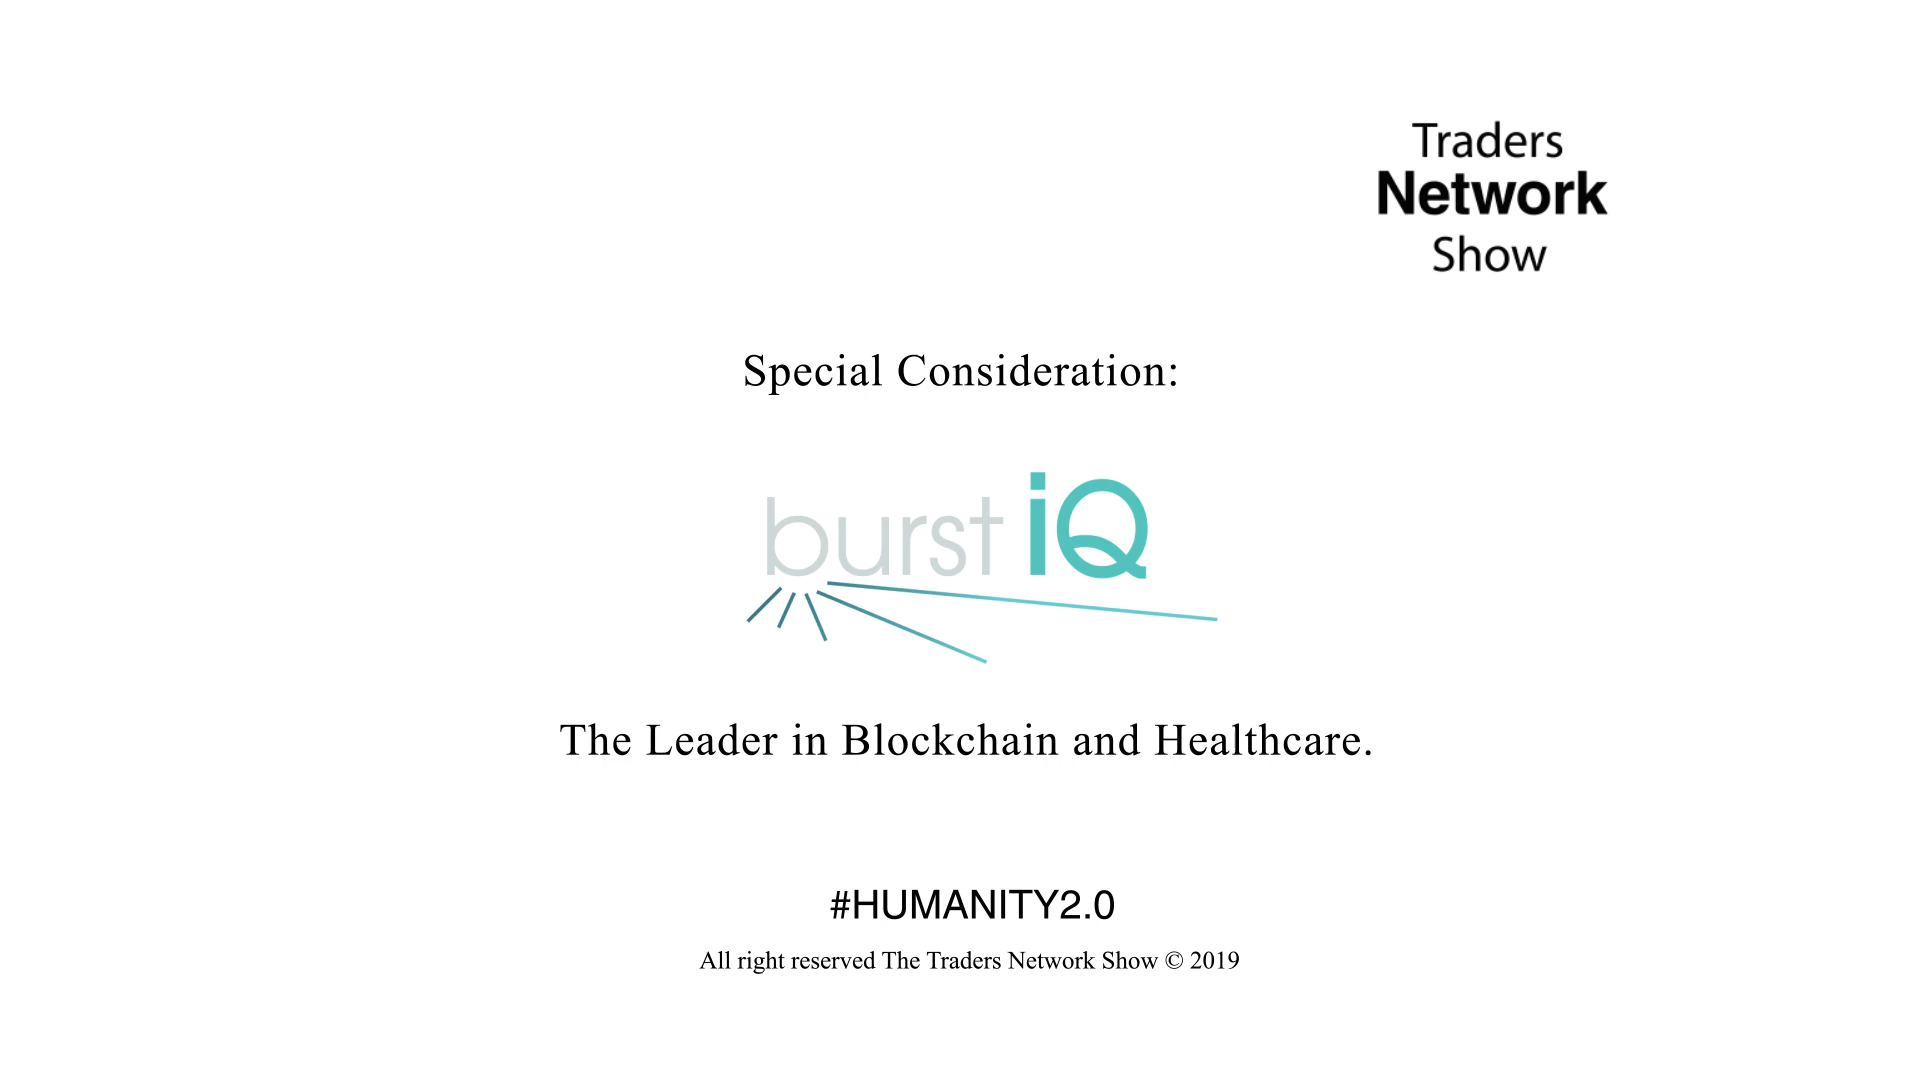 Traders
Network
Show
Special Consideration:
burst iQ
The Leader in Blockchain and Healthcare.
#HUMANITY2.0
All right reserved The Traders Network Show © 2019